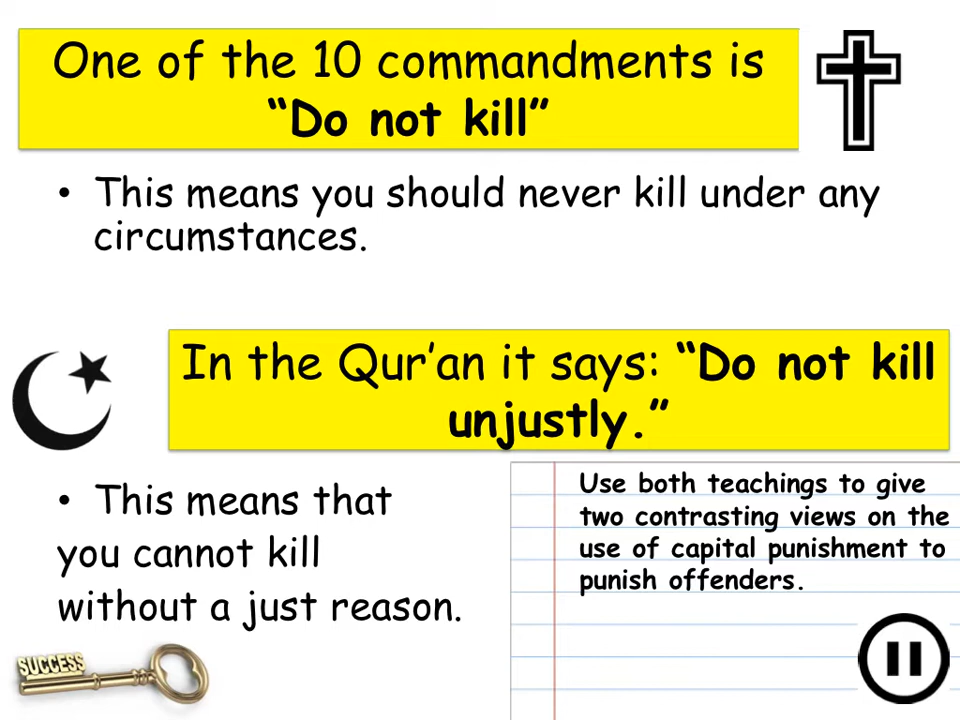 One of the 10 commandments is
“Do not kill”
• This means you should never kill under any
circumstances.
In the Qur’an it says: “Do not kill
unjustly.”
• This means that
you cannot kill
without a just reason.
Use both teachings to give
two contrasting views on the
use of capital punishment to
punish offenders.
SUCCESS